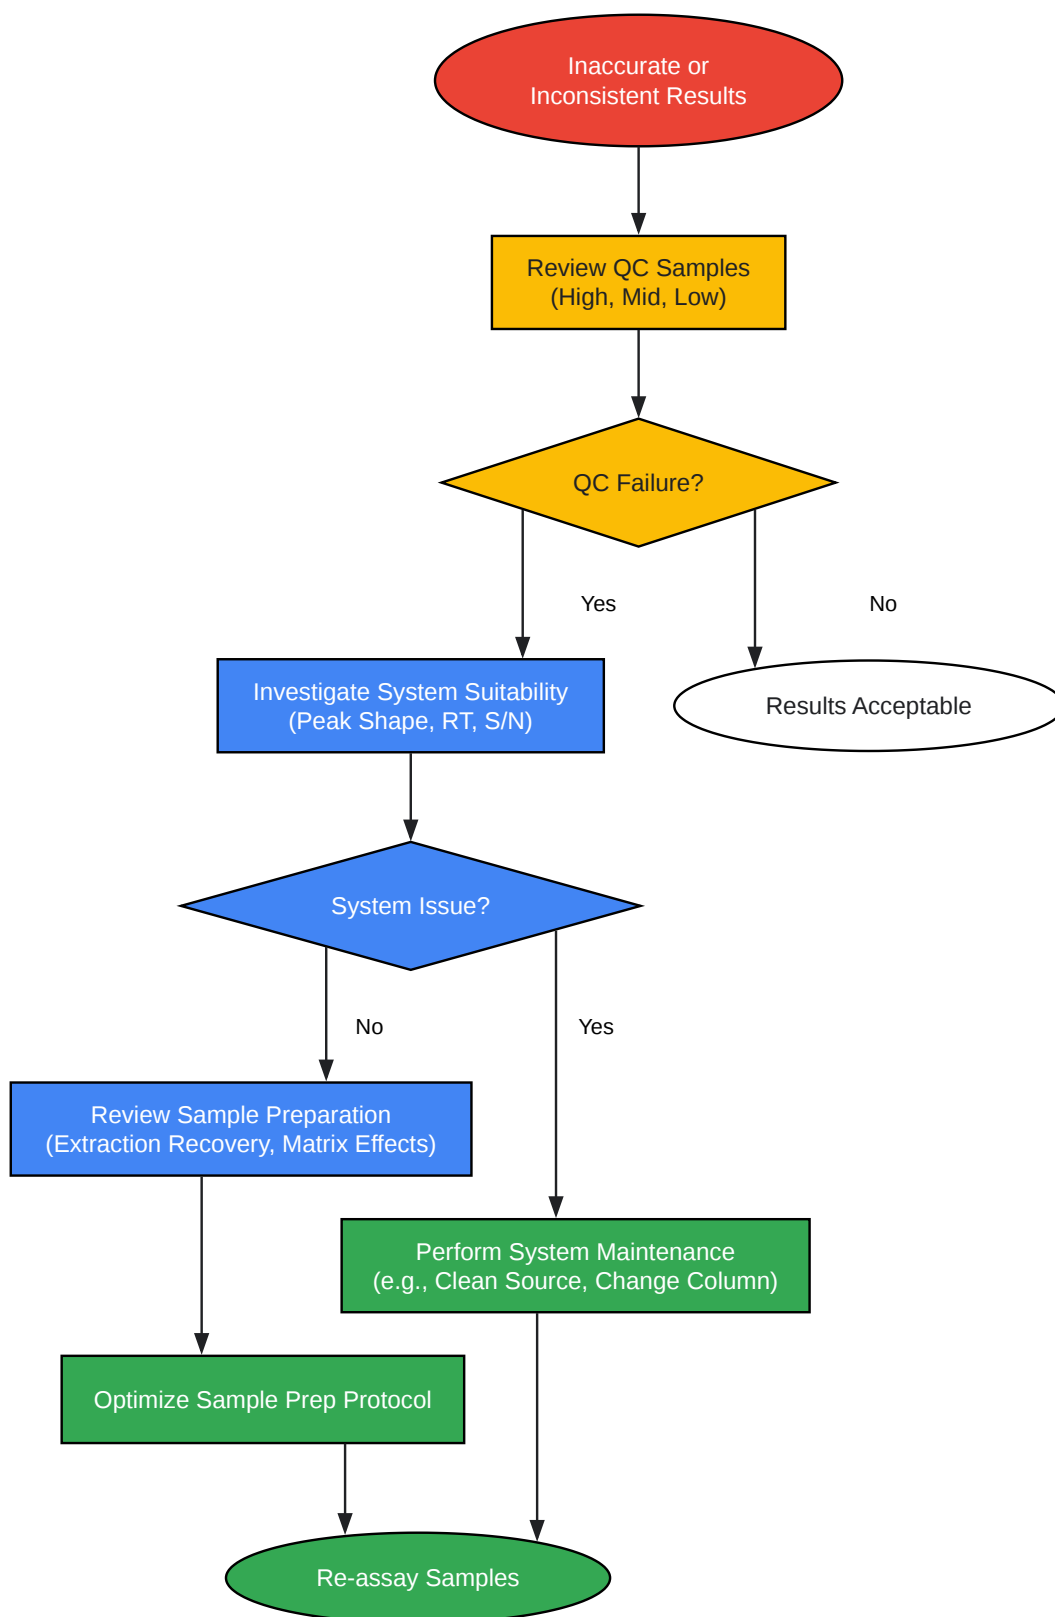 Inaccurate or
Inconsistent Results
Review QC Samples
(High, Mid, Low)
QC Failure?
Yes
No
Investigate System Suitability
(Peak Shape, RT, S/N)
Results Acceptable
System Issue?
No
Yes
Review Sample Preparation
(Extraction Recovery, Matrix Effects)
Perform System Maintenance
(e.g., Clean Source, Change Column)
Optimize Sample Prep Protocol
Re-assay Samples